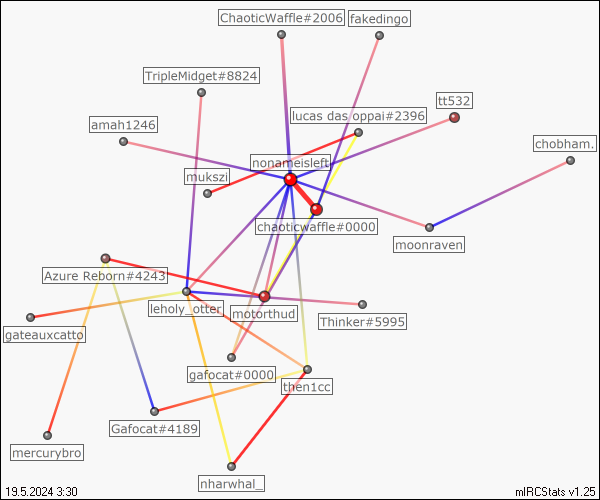 ChaoticWaffle#2006
fakedingo
TripleMidget#8824
tt532
lucas das oppai#2396
amah1246
chobham.
nonameisleft
mukszi
chaoticwaffle#0000
moonraven
Azure Reborn#4243
leholy_otter
motorthud
Thinker#5995
gateauxcatto
gafocat#0000
then1cc
Gafocat#4189
mercurybro
nharwhal_
19.5.2024 3:30
mIRCStats v1.25